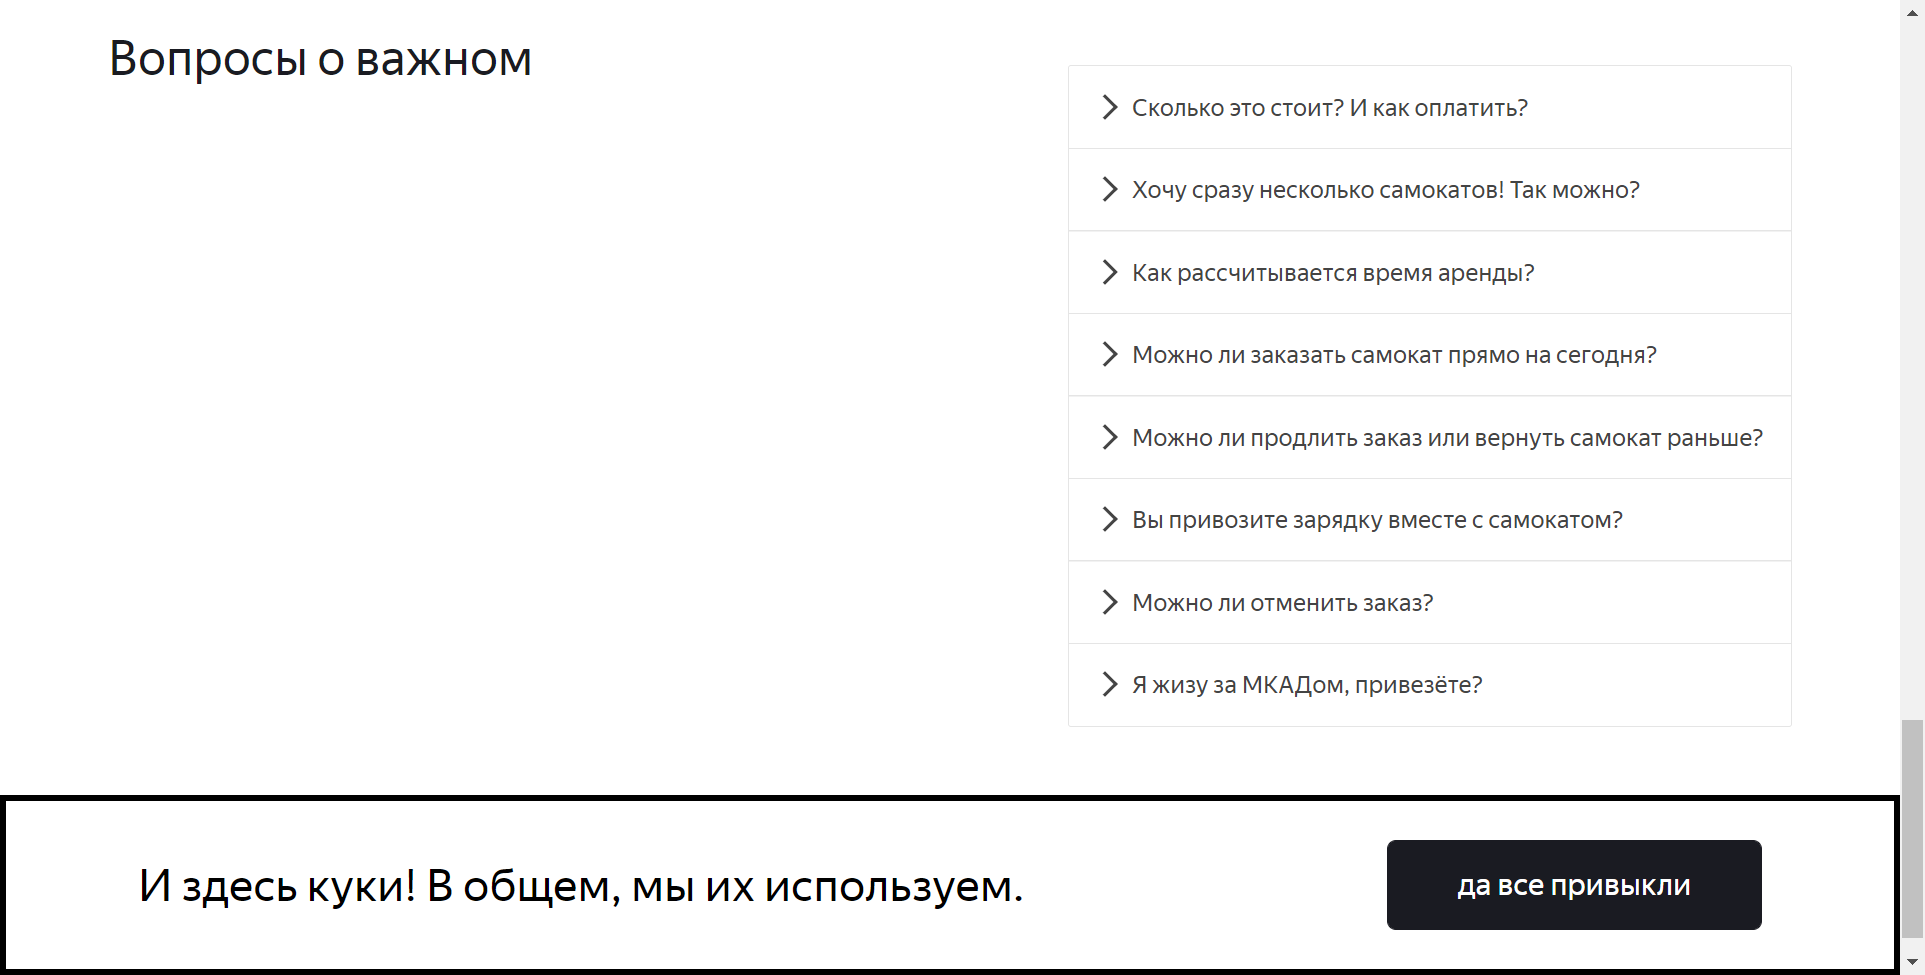 Вопросы о важном
Сколько это стоит? И как оплатить?
Хочу сразу несколько самокатов! Так можно?
Как рассчитывается время аренды?
Можно ли заказать самокат прямо на сегодня?
Можно ли продлить заказ или вернуть самокат раньше?
Вы привозите зарядку вместе с самокатом?
Можно ли отменить заказ?
Я жизу за МКАДом, привезёте?
И здесь куки! В общем, мы их используем.
да все привыкли